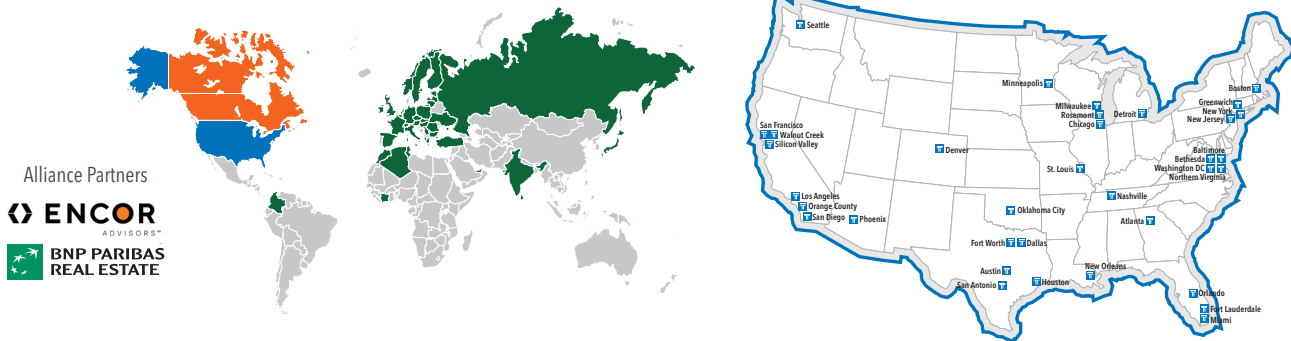 Alliance Partners
ENCOR
ADVISORS™
BNP PARIBAS
REAL ESTATE
Seattle
Minneapolis
Milwaukee
Rosemont
Chicago
Detroit
Boston
Greenwich
New York
New Jersey
San Francisco
Walnut Creek
Silicon Valley
Denver
St. Louis
Baltimore
Bethesda
Washington DC
Northern Virginia
Los Angeles
Orange County
San Diego
Phoenix
Oklahoma City
Nashville
Atlanta
Fort Worth
Dallas
Austin
San Antonio
Houston
New Orleans
Orlando
Fort Lauderdale
Miami